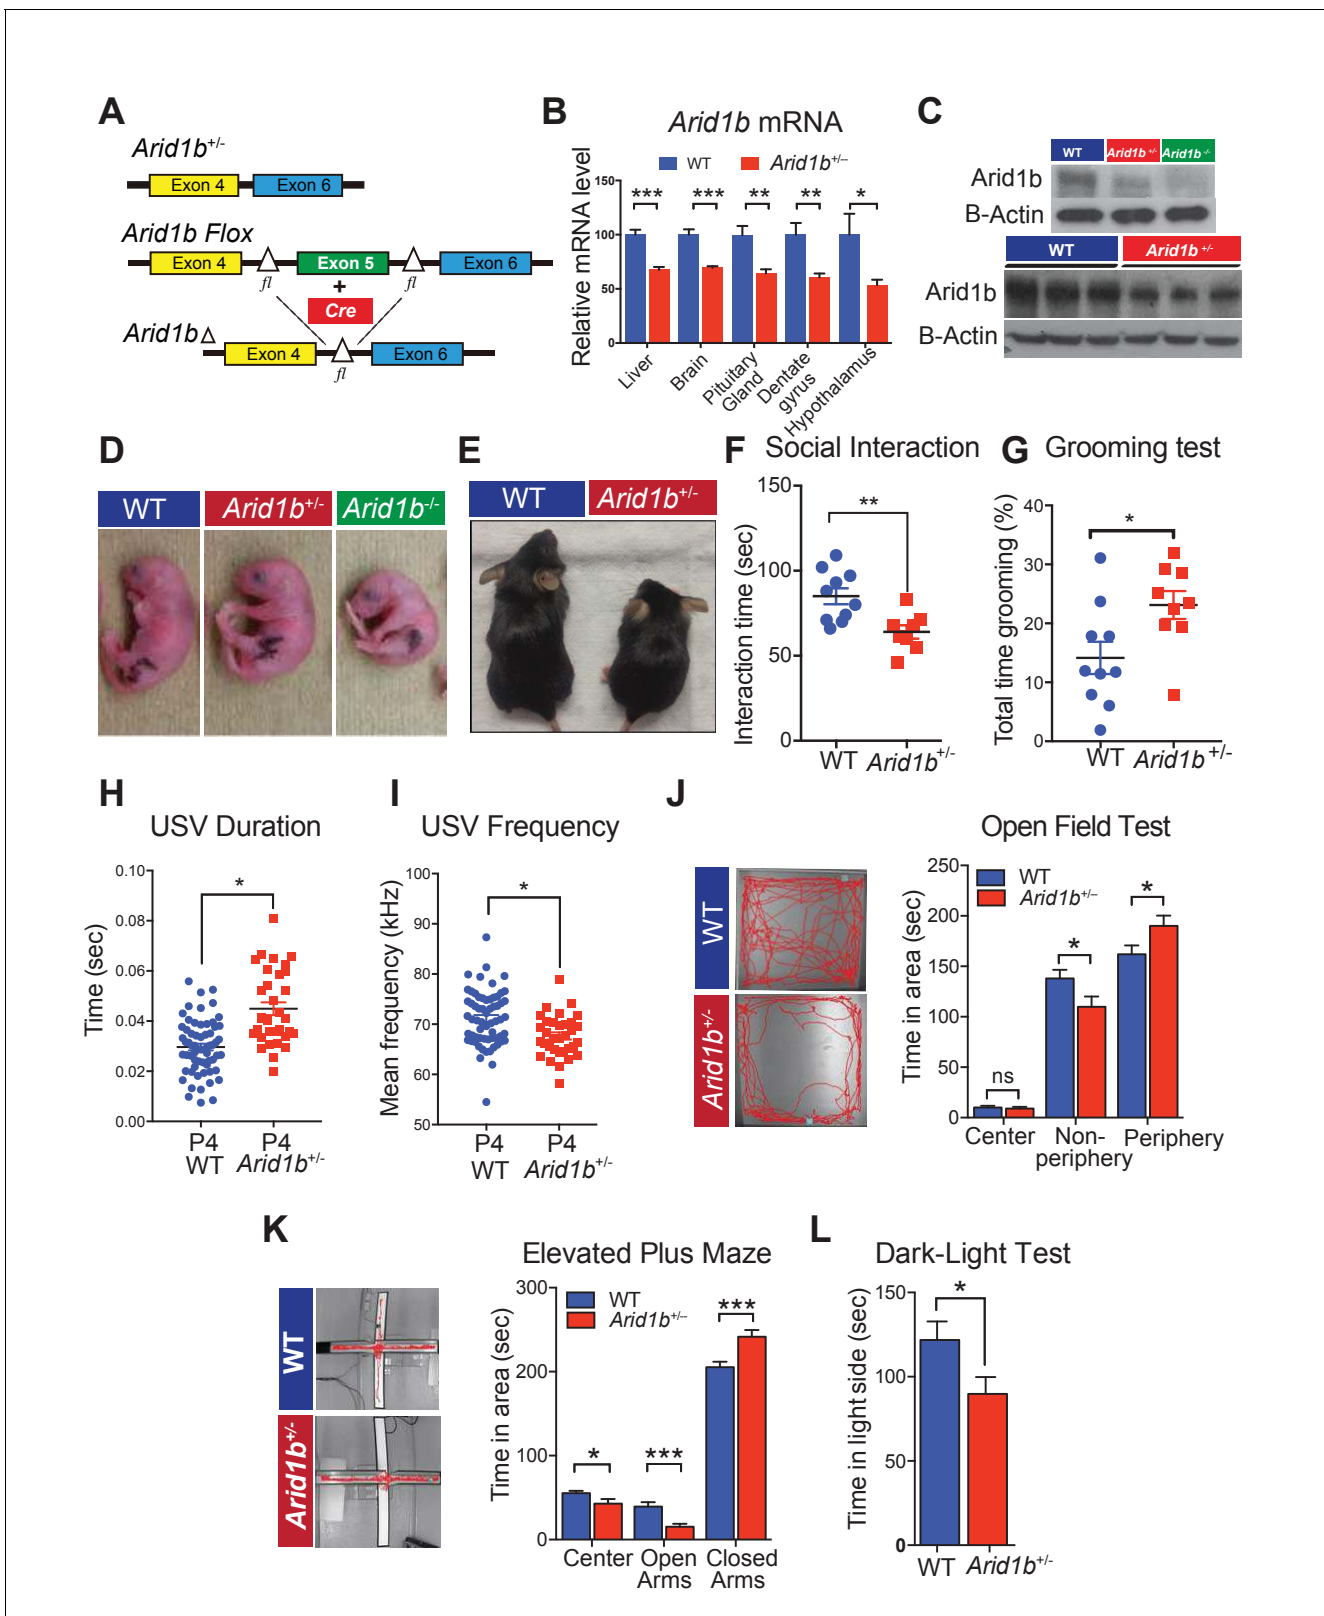 A
Arid1b+/-
Exon 4
Exon 6
Arid1b Flox
Exon 4
Exon 5
Exon 6
fl
+
fl
Cre
Arid1b Δ
Exon 4
Exon 6
fl
B
Arid1b mRNA
WT
Arid1b+/-
Relative mRNA level
150
100
50
0
***
***
**
**
*
Liver
Brain
Pituitary
Gland
Dentate
gyrus
Hypothalamus
C
WT
Arid1b+/-
Arid1b-/-
Arid1b
B-Actin
WT
Arid1b+/-
Arid1b
B-Actin
D
WT
Arid1b+/-
Arid1b-/-
E
WT
Arid1b+/-
F
Social Interaction
Interaction time (sec)
150
100
50
0
**
WT
Arid1b+/-
G
Grooming test
Total time grooming (%)
40
30
20
10
0
*
WT
Arid1b+/-
H
USV Duration
Time (sec)
0.10
0.08
0.06
0.04
0.02
0.00
*
P4
WT
P4
Arid1b+/-
I
USV Frequency
Mean frequency (kHz)
100
90
80
70
60
50
*
P4
WT
P4
Arid1b+/-
J
WT
Arid1b+/-
Open Field Test
Time in area (sec)
250
200
150
100
50
0
WT
Arid1b+/-
ns
*
*
Center
Non-
periphery
Periphery
K
WT
Arid1b+/-
Elevated Plus Maze
Time in area (sec)
300
200
100
0
WT
Arid1b+/-
*
***
***
Center
Open
Arms
Closed
Arms
L
Dark-Light Test
Time in light side (sec)
150
100
50
0
*
WT
Arid1b+/-